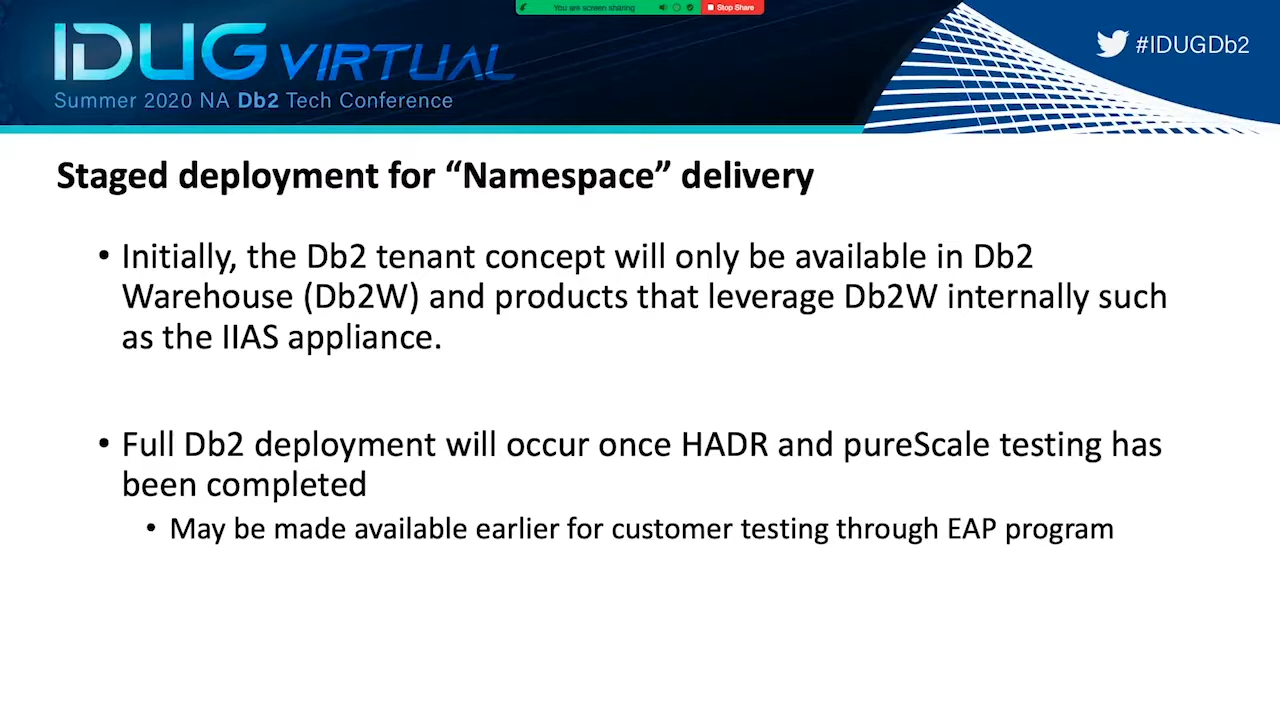 You are screen sharing
Stop Share
IDUG VIRTUAL
Summer 2020 NA Db2 Tech Conference
#IDUGDb2
Staged deployment for “Namespace” delivery
• Initially, the Db2 tenant concept will only be available in Db2
Warehouse (Db2W) and products that leverage Db2W internally such
as the IIAS appliance.
• Full Db2 deployment will occur once HADR and pureScale testing has
been completed
• May be made available earlier for customer testing through EAP program